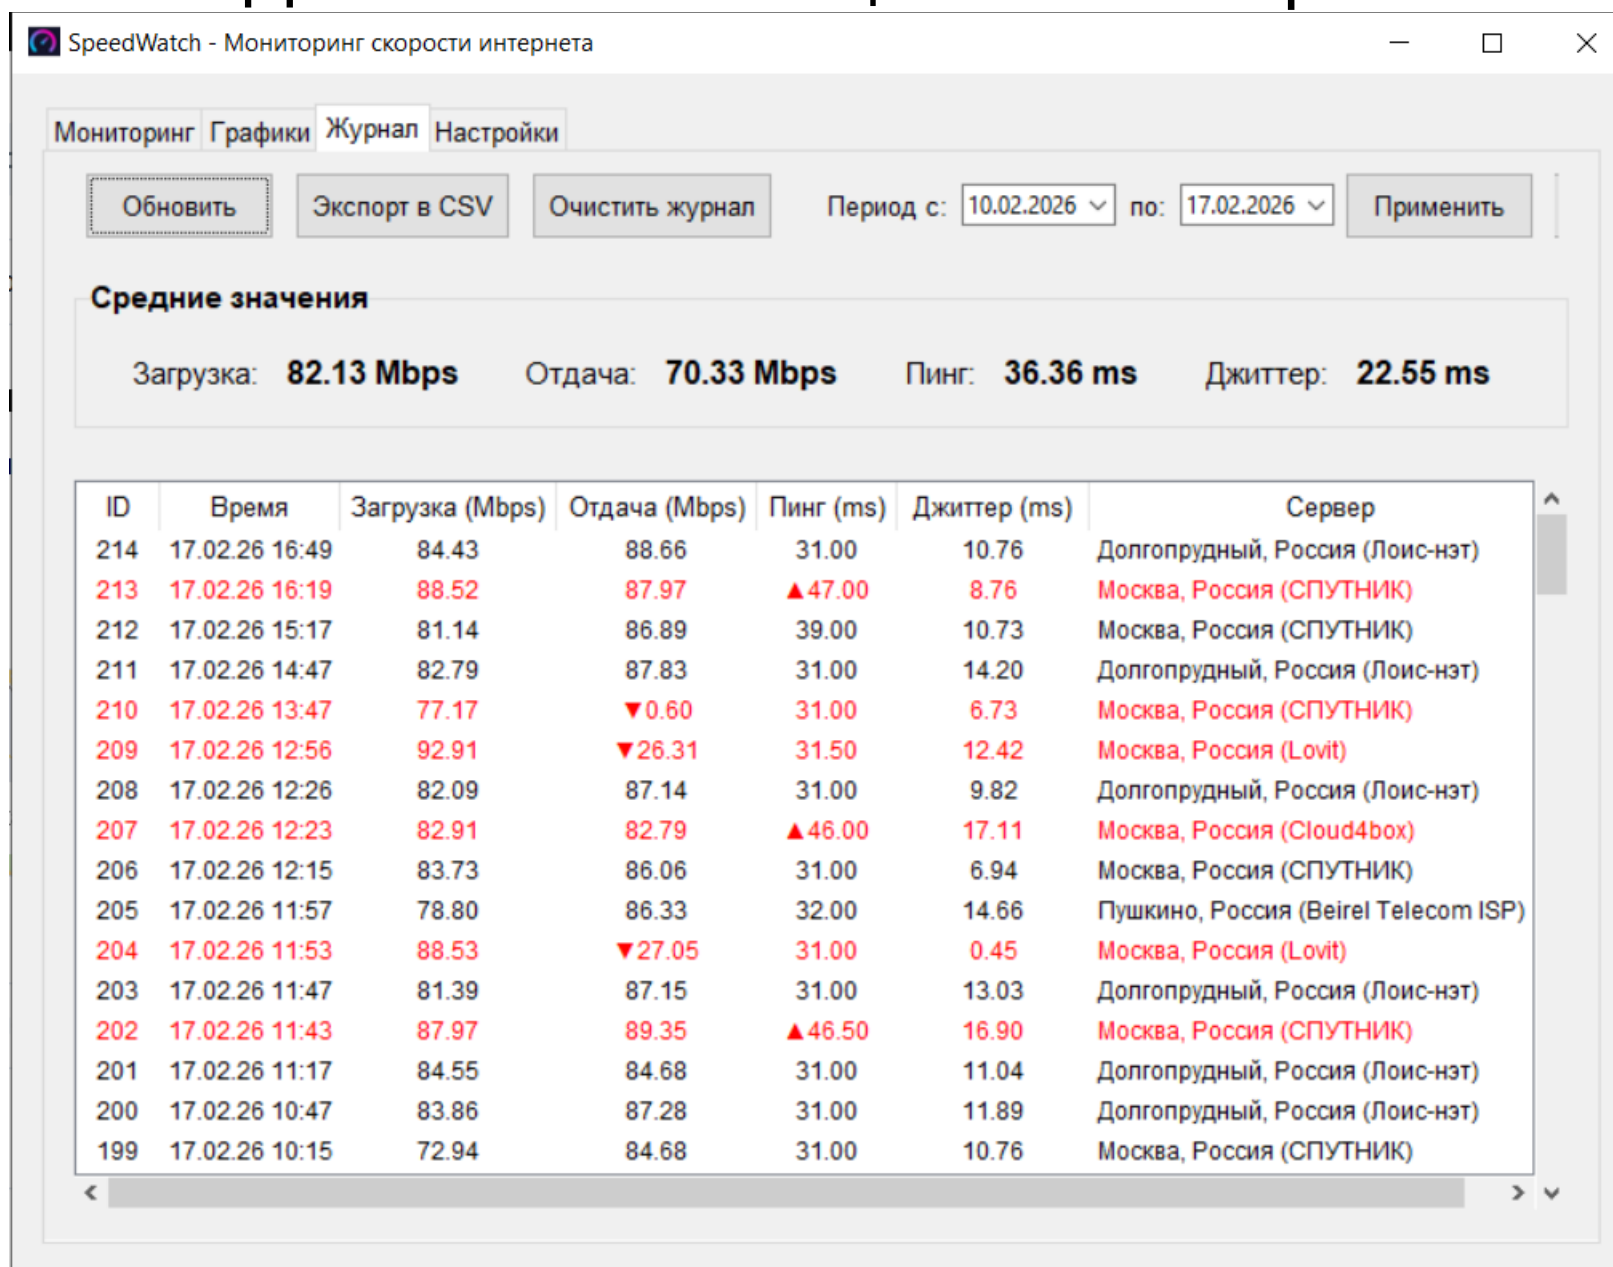 SpeedWatch - Мониторинг скорости интернета
Мониторинг Графики Журнал Настройки
Обновить Экспорт в CSV Очистить журнал Период с: 10.02.2026 по: 17.02.2026 Применить
Средние значения
Загрузка: 82.13 Mbps Отдача: 70.33 Mbps Пинг: 36.36 ms Джиттер: 22.55 ms
ID Время Загрузка (Mbps) Отдача (Mbps) Пинг (ms) Джиттер (ms) Сервер
214 17.02.26 16:49 84.43 88.66 31.00 10.76 Долгопрудный, Россия (Лоис-нэт)
213 17.02.26 16:19 88.52 87.97 ▲47.00 8.76 Москва, Россия (СПУТНИК)
212 17.02.26 15:17 81.14 86.89 39.00 10.73 Москва, Россия (СПУТНИК)
211 17.02.26 14:47 82.79 87.83 31.00 14.20 Долгопрудный, Россия (Лоис-нэт)
210 17.02.26 13:47 77.17 ▼0.60 31.00 6.73 Москва, Россия (СПУТНИК)
209 17.02.26 12:56 92.91 ▼26.31 31.50 12.42 Москва, Россия (Lovit)
208 17.02.26 12:26 82.09 87.14 31.00 9.82 Долгопрудный, Россия (Лоис-нэт)
207 17.02.26 12:23 82.91 82.79 ▲46.00 17.11 Москва, Россия (Cloud4box)
206 17.02.26 12:15 83.73 86.06 31.00 6.94 Москва, Россия (СПУТНИК)
205 17.02.26 11:57 78.80 86.33 32.00 14.66 Пушкино, Россия (Beirel Telecom ISP)
204 17.02.26 11:53 88.53 ▼27.05 31.00 0.45 Москва, Россия (Lovit)
203 17.02.26 11:47 81.39 87.15 31.00 13.03 Долгопрудный, Россия (Лоис-нэт)
202 17.02.26 11:43 87.97 89.35 ▲46.50 16.90 Москва, Россия (СПУТНИК)
201 17.02.26 11:17 84.55 84.68 31.00 11.04 Долгопрудный, Россия (Лоис-нэт)
200 17.02.26 10:47 83.86 87.28 31.00 11.89 Долгопрудный, Россия (Лоис-нэт)
199 17.02.26 10:15 72.94 84.68 31.00 10.76 Москва, Россия (СПУТНИК)